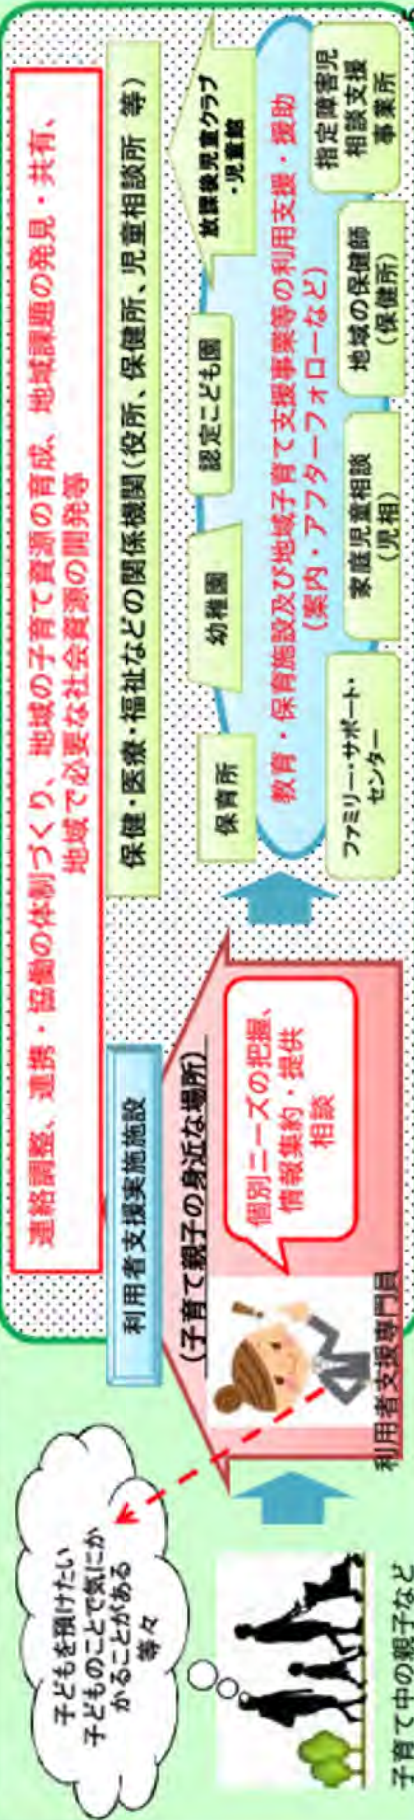 連絡調整、連携・協働の体制づくり、地域の子育て資源の育成、地域課題の発見・共有、
地域で必要な社会資源の開発等
子どもを預けたい
子どものことで気にか
かることがある
等々
子育て中の親子など
利用者支援実施施設
(子育て親子の身近な場所)
個別ニーズの把握、
情報集約・提供
相談
利用者支援専門員
保健・医療・福祉などの関係機関(役所、保健所、児童相談所 等)
保育所
幼稚園
認定こども園
放課後児童クラブ
・児童館
教育・保育施設及び地域子育て支援事業等の利用支援・援助
(案内・アフターフォローなど)
ファミリー・サポート・
センター
家庭児童相談
(児相)
地域の保健師
(保健所)
指定障害児
相談支援
事業所